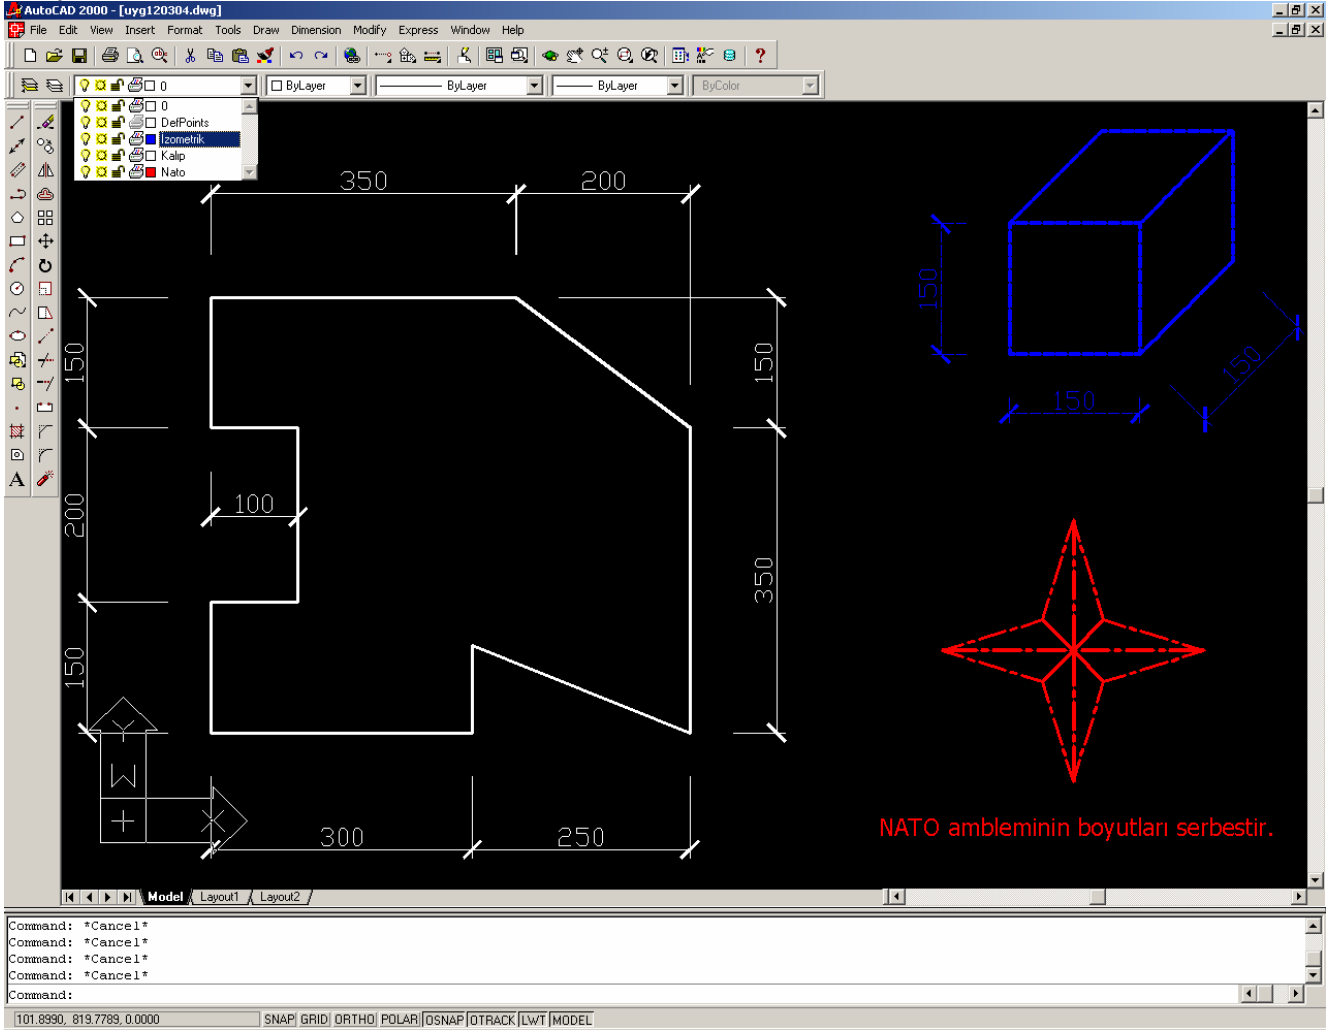 AutoCAD 2000 - [uyg120304.dwg]
File Edit View Insert Format Tools Draw Dimension Modify Express Window Help
0 ByLayer ByLayer ByLayer ByColor
0
DefPoints
Izometrik
Kalıp
Nato
350 200
150
150
150
150
150
100
200
350
150
300 250
NATO ambleminin boyutları serbestir.
Y
W
X
A
Model Layout1 Layout2
Command: *Cancel*
Command: *Cancel*
Command: *Cancel*
Command: *Cancel*
Command:
101.8990, 819.7789, 0.0000 SNAP GRID ORTHO POLAR OSNAP OTRACK LWT MODEL